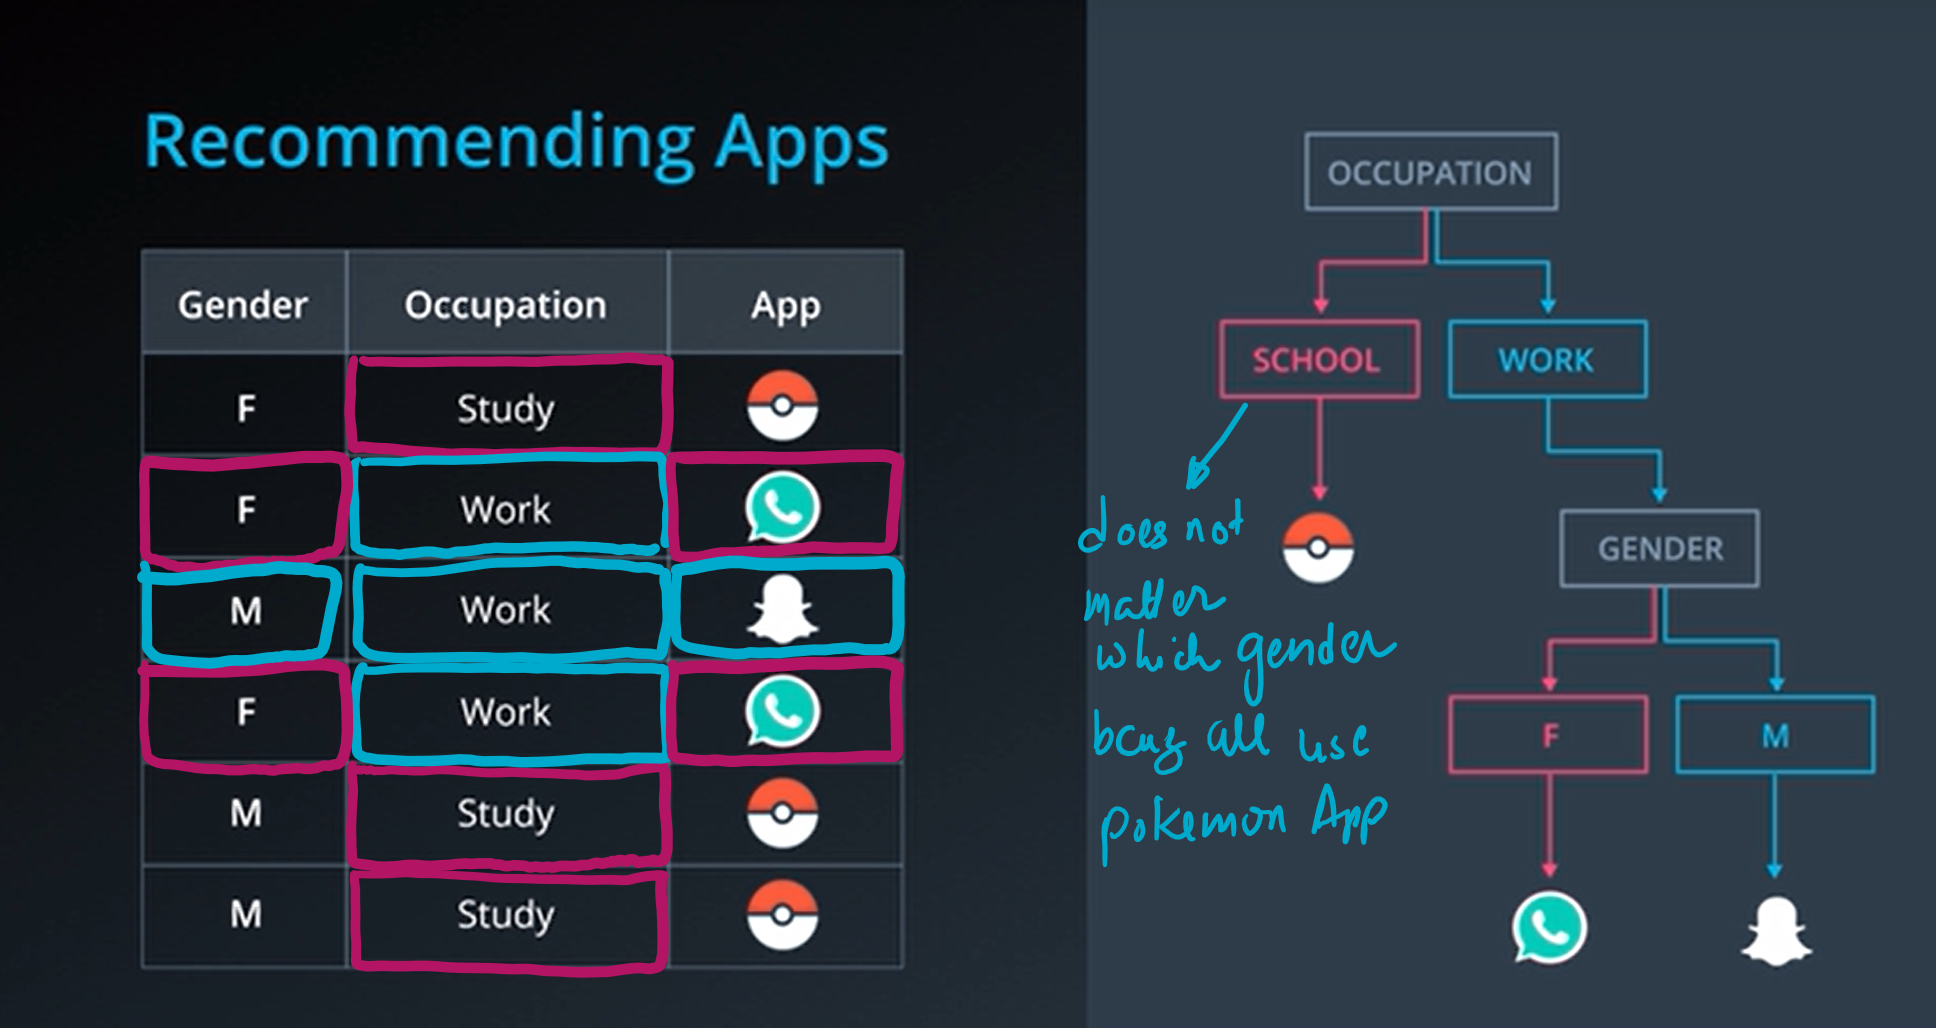 Recommending Apps
Gender Occupation App
F Study
F Work
M Work
F Work
M Study
M Study
OCCUPATION
SCHOOL WORK
GENDER
F M
does not
matter
which gender
all use
pokemon App